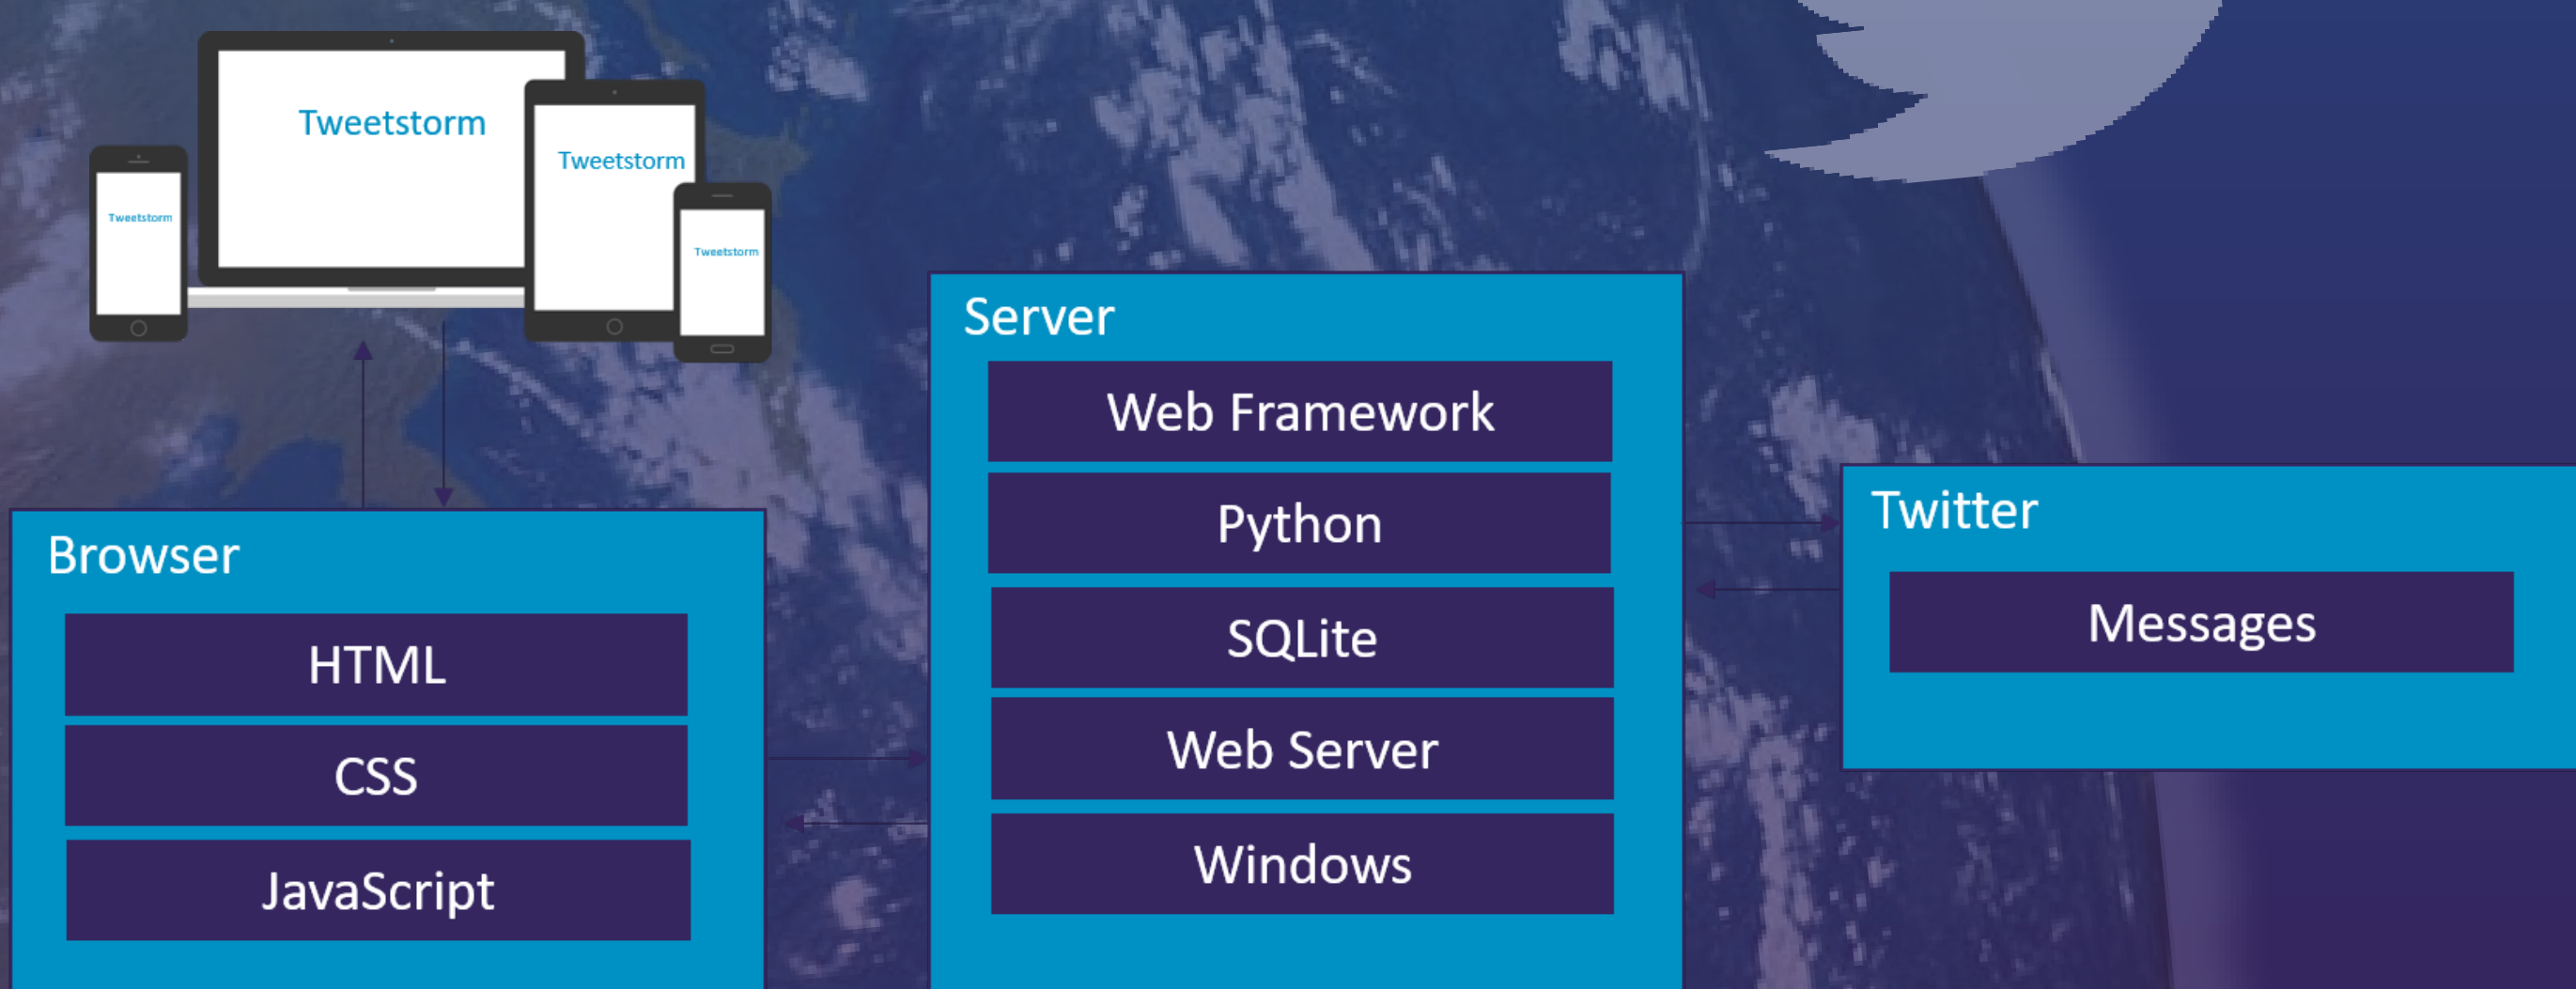 Tweetstorm
Tweetstorm
Tweetstorm
Tweetstorm
Browser
HTML
CSS
JavaScript
Server
Web Framework
Python
SQLite
Web Server
Windows
Twitter
Messages